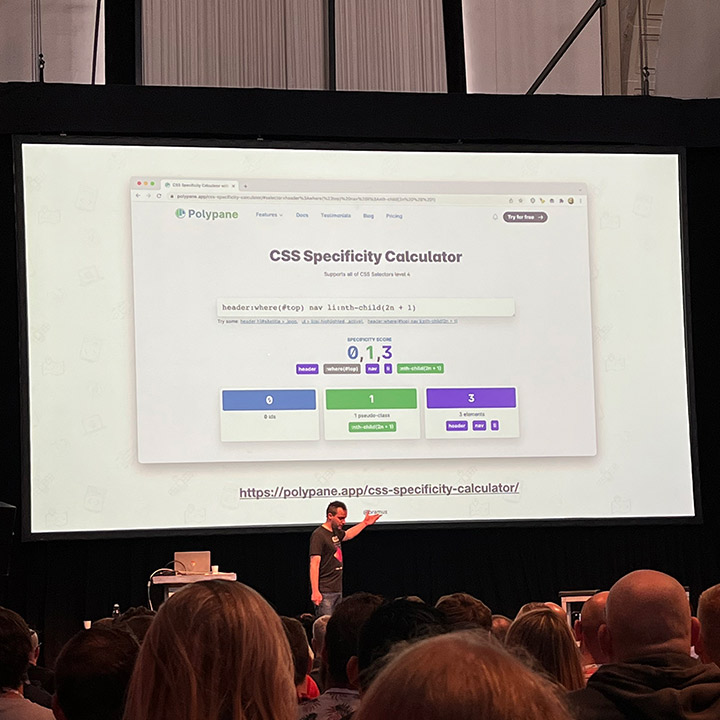 CSS Specificity Calculator
polypane.app/css-specificity-calculator/
Polypane
Features
Docs
Testimonials
Blog
Pricing
Try for free →
CSS Specificity Calculator
Supports all of CSS Selectors level 4
header:where(#top) nav li:nth-child(2n + 1)
Try some
SPECIFICITY SCORE
0,1,3
header :where(#top) nav li :nth-child(2n + 1)
0
0 ids
1
1 pseudo-class
:nth-child(2n + 1)
3
3 elements
header nav li
https://polypane.app/css-specificity-calculator/
@bramus